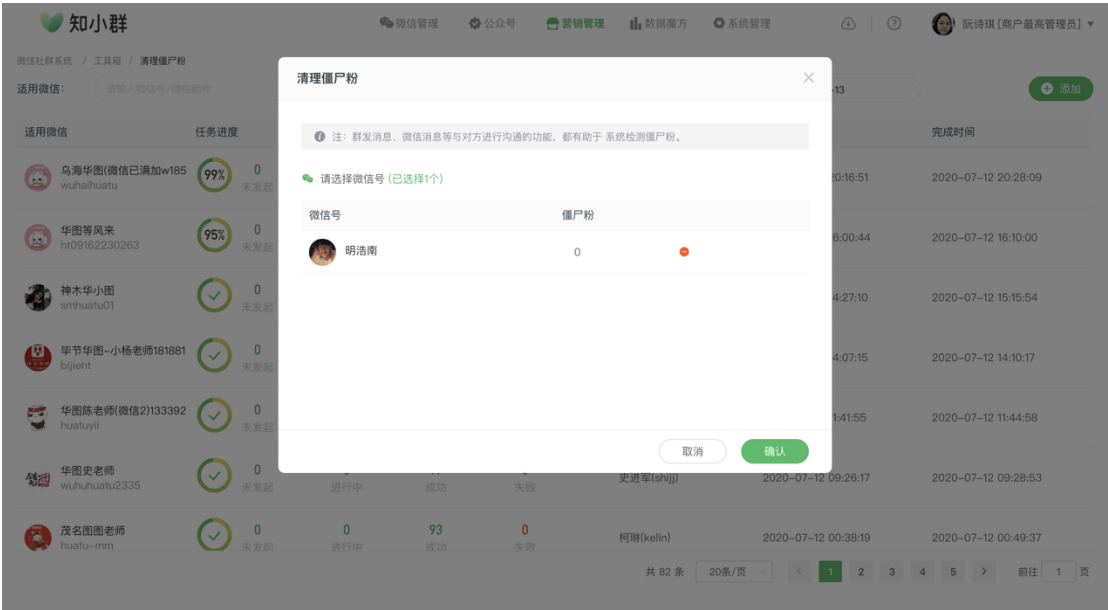 知小群
微信管理 公众号 营销管理 数据魔方 系统管理
阮诗琪 [商户最高管理员]
微信社群系统 / 工具箱 / 清理僵尸粉
适用微信: 请输入微信号/微信昵称
-13
添加
清理僵尸粉
注: 群发消息、微信消息等与对方进行沟通的功能, 都有助于 系统检测僵尸粉。
请选择微信号 (已选择1个)
微信号 僵尸粉
明浩南 0
取消 确认
适用微信 任务进度 完成时间
乌海华图(微信已满加w185 99% 0 0:16:51 2020-07-12 20:28:09
wuhaihuatu 未发起
华图等风来 95% 0 6:00:44 2020-07-12 16:10:00
ht09162230263 未发起
神木华小图 0 4:27:10 2020-07-12 15:15:54
smhuatu01 未发起
毕节华图-小杨老师181881 0 4:07:15 2020-07-12 14:10:17
bijieht 未发起
华图陈老师(微信2)133392 0 1:41:55 2020-07-12 11:44:58
huatuyii 未发起
华图史老师 0 史进军(shijj) 2020-07-12 09:26:17 2020-07-12 09:28:53
wuhuhuatu2335 未发起 进行中 成功 失败
茂名图图老师 0 0 93 0 柯琳(kelin) 2020-07-12 00:38:19 2020-07-12 00:49:37
huatu-mm 未发起 进行中 成功 失败
共 82 条 20条/页 1 2 3 4 5 前往 1 页